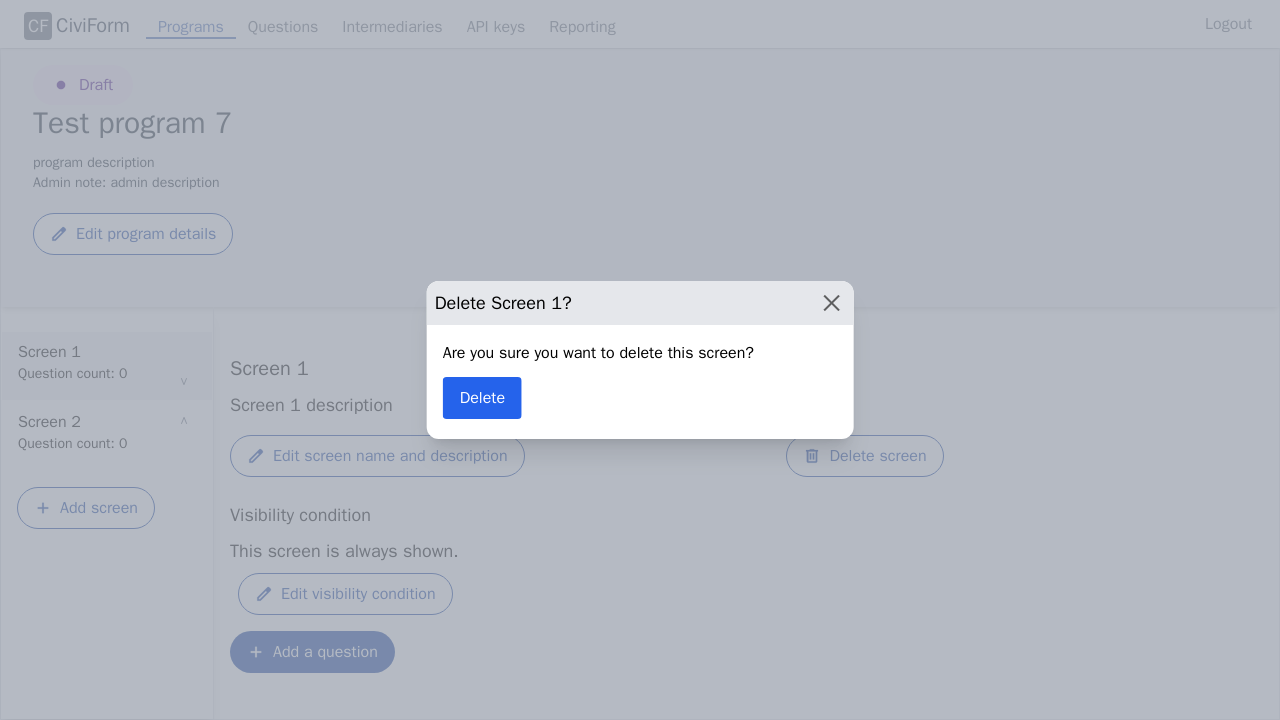 CF CiviForm Programs Questions Intermediaries API keys Reporting Logout
Draft
Test program 7
program description
Admin note: admin description
Edit program details
Delete Screen 1?
Are you sure you want to delete this screen?
Delete
Screen 1
Question count: 0
Screen 2
Question count: 0
Add screen
Screen 1
Screen 1 description
Edit screen name and description
Delete screen
Visibility condition
This screen is always shown.
Edit visibility condition
Add a question